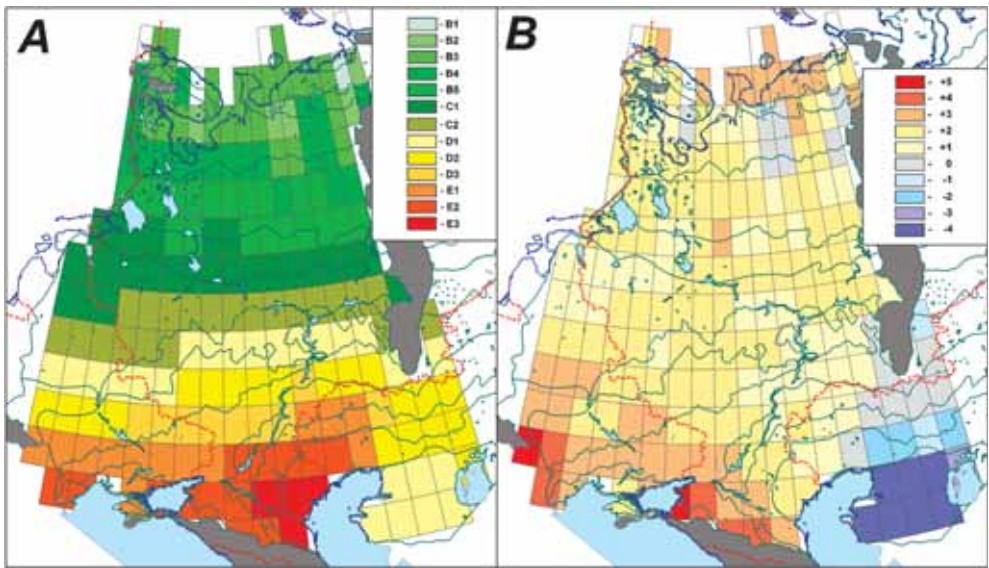 A
- B1
- B2
- B3
- B4
- B5
- C1
- C2
- D1
- D2
- D3
- E1
- E2
- E3
B
- +5
- +4
- +3
- +2
- +1
- 0
- -1
- -2
- -3
- -4